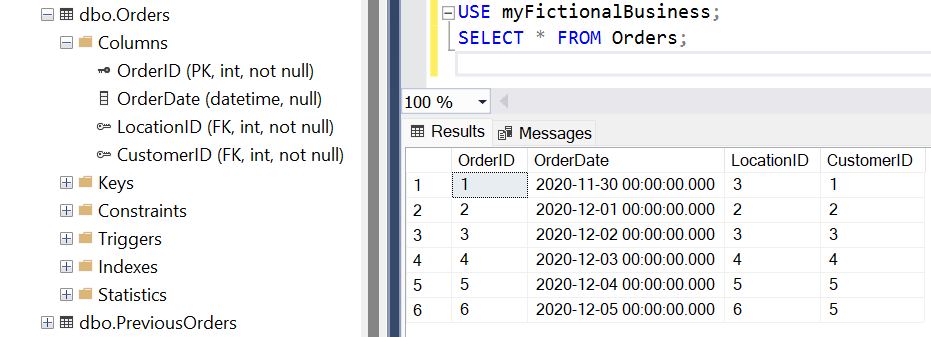 dbo.Orders
Columns
OrderID (PK, int, not null)
OrderDate (datetime, null)
LocationID (FK, int, not null)
CustomerID (FK, int, not null)
Keys
Constraints
Triggers
Indexes
Statistics
dbo.PreviousOrders
USE myFictionalBusiness;
SELECT * FROM Orders;
100 %
Results Messages
OrderID OrderDate LocationID CustomerID
1 1 2020-11-30 00:00:00.000 3 1
2 2 2020-12-01 00:00:00.000 2 2
3 3 2020-12-02 00:00:00.000 3 3
4 4 2020-12-03 00:00:00.000 4 4
5 5 2020-12-04 00:00:00.000 5 5
6 6 2020-12-05 00:00:00.000 6 5